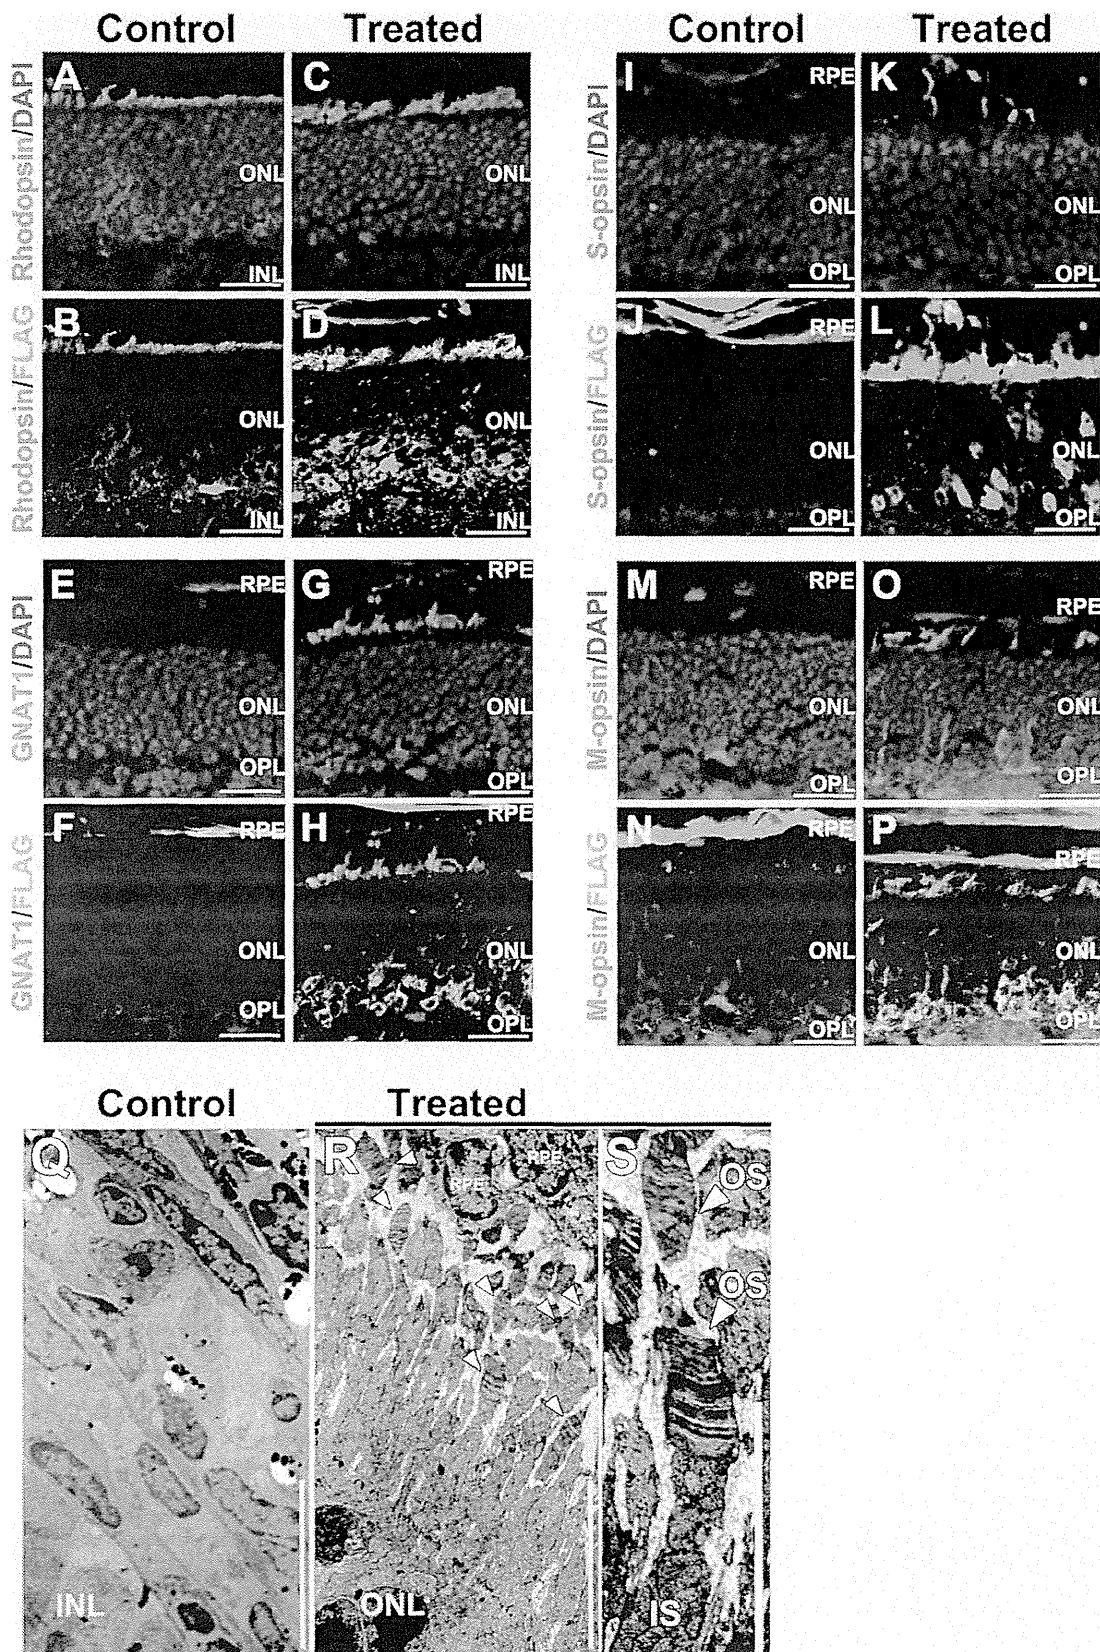 Control Treated
Rhodopsin/DAPI
A ONL INL
C ONL INL
Rhodopsin/FLAG
B ONL INL
D ONL INL
GNAT1/DAPI
E RPE ONL OPL
G RPE ONL OPL
GNAT1/FLAG
F RPE ONL OPL
H RPE ONL OPL
Control Treated
S-opsin/DAPI
I RPE ONL OPL
K ONL OPL
S-opsin/FLAG
J RPE ONL OPL
L ONL OPL
M-opsin/DAPI
M RPE ONL OPL
O RPE ONL OPL
M-opsin/FLAG
N RPE ONL OPL
P RPE ONL OPL
Control Treated
Q INL
R RPE RPE ONL
S OS OS IS